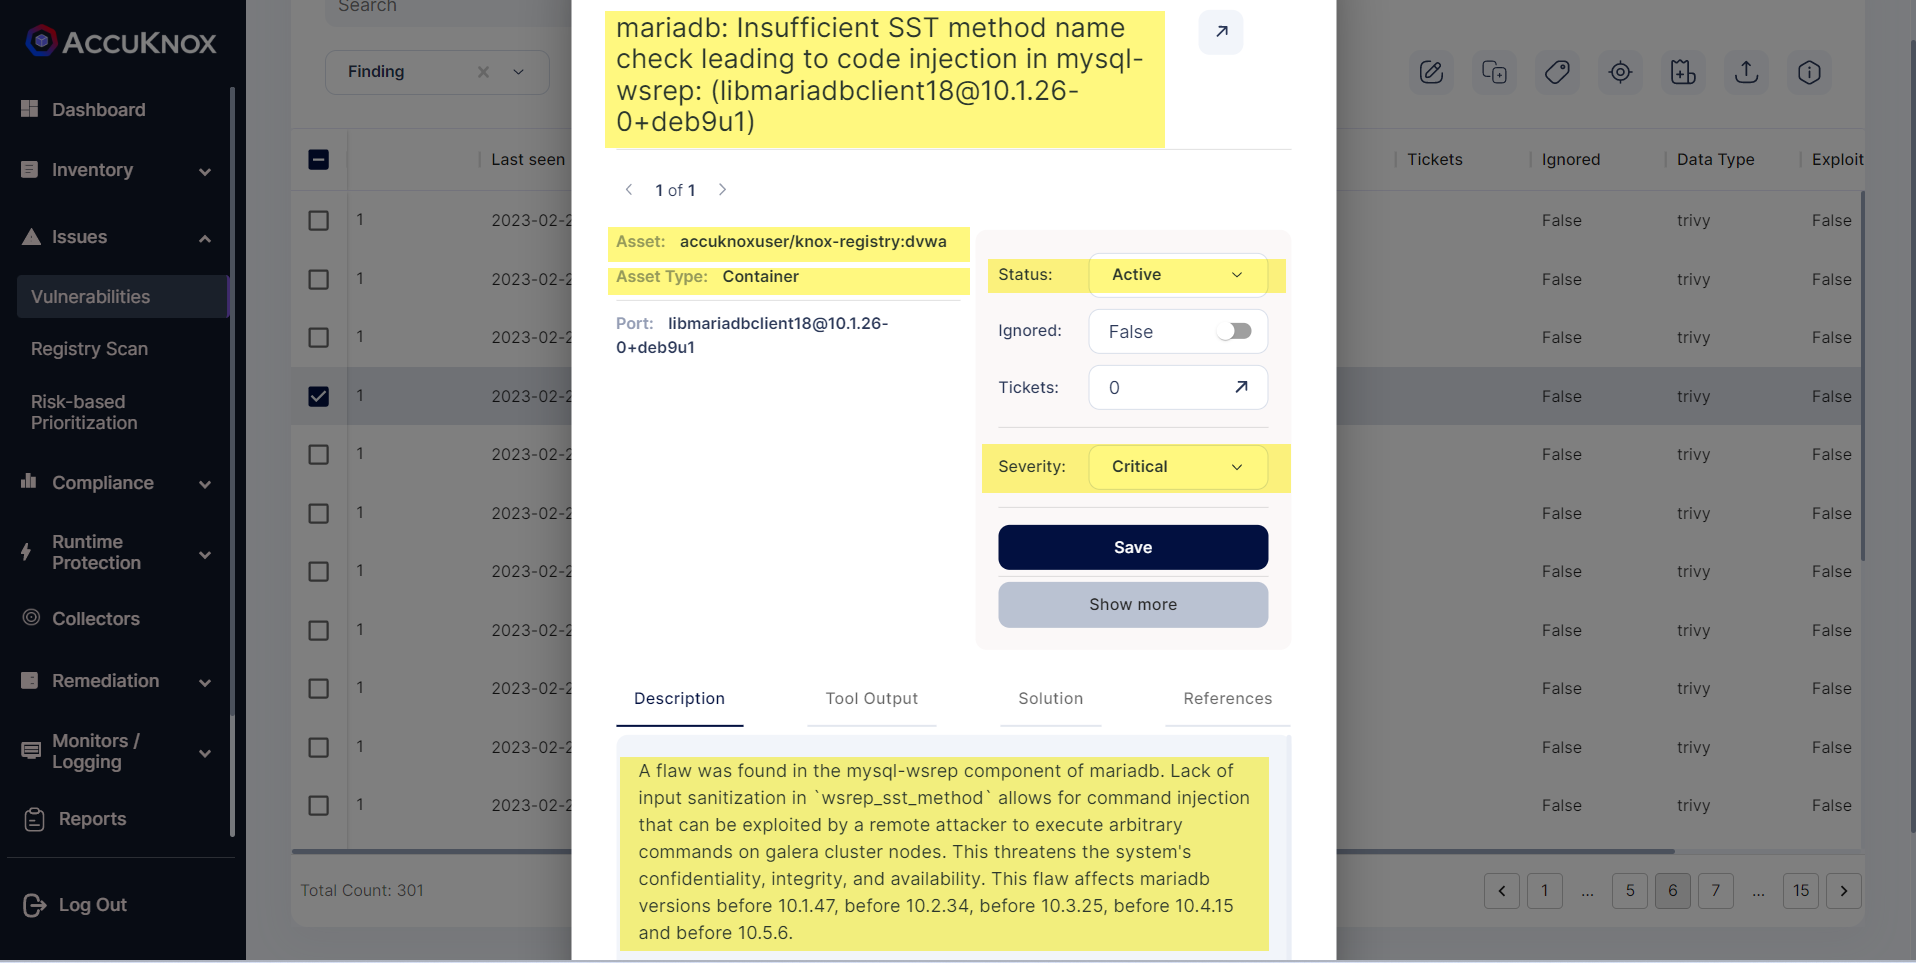 ACCUKNOX
Dashboard
Inventory
Issues
Vulnerabilities
Registry Scan
Risk-based
Prioritization
Compliance
Runtime
Protection
Collectors
Remediation
Monitors /
Logging
Reports
Log Out
Search
Finding
Last seen
Tickets
Ignored
Data Type
Exploit
1
2023-02-2
False
trivy
False
1
2023-02-2
False
trivy
False
1
2023-02-2
False
trivy
False
1
2023-02-2
False
trivy
False
1
2023-02-2
False
trivy
False
1
2023-02-2
False
trivy
False
1
2023-02-2
False
trivy
False
1
2023-02-2
False
trivy
False
1
2023-02-2
False
trivy
False
1
2023-02-2
False
trivy
False
1
2023-02-2
False
trivy
False
Total Count: 301
1
...
5
6
7
...
15
mariadb: Insufficient SST method name
check leading to code injection in mysql-
wsrep: (libmariadbclient18@10.1.26-
0+deb9u1)
1 of 1
Asset: accuknoxuser/knox-registry:dvwa
Asset Type: Container
Port: libmariadbclient18@10.1.26-
0+deb9u1
Status: Active
Ignored: False
Tickets: 0
Severity: Critical
Save
Show more
Description
Tool Output
Solution
References
A flaw was found in the mysql-wsrep component of mariadb. Lack of
input sanitization in `wsrep_sst_method` allows for command injection
that can be exploited by a remote attacker to execute arbitrary
commands on galera cluster nodes. This threatens the system's
confidentiality, integrity, and availability. This flaw affects mariadb
versions before 10.1.47, before 10.2.34, before 10.3.25, before 10.4.15
and before 10.5.6.